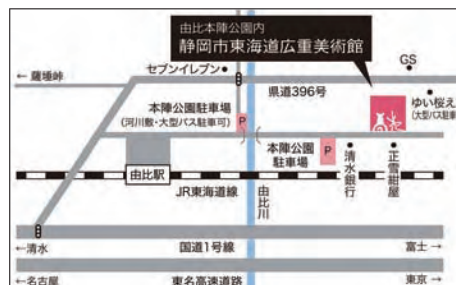 由比本陣公園内
静岡市東海道広重美術館
GS
セブンイレブン
←薩埵峠
県道396号
ゆい桜え
(大型バス駐車可)
本陣公園駐車場
(河川敷・大型バス駐車可)
P
本陣公園
駐車場
P
清水銀行
正雪紺屋
由比駅
JR東海道線
由比川
←清水
国道1号線
富士→
←名古屋
東名高速道路
東京→